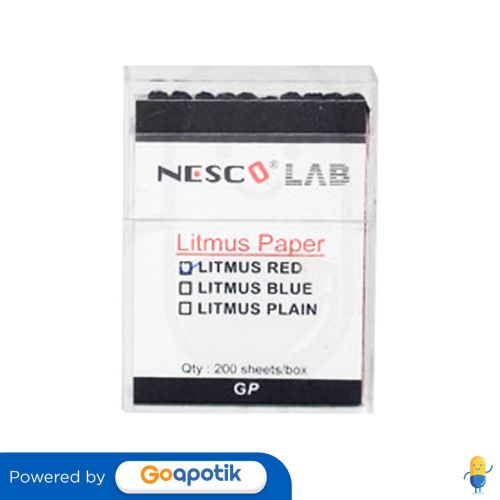 NESCO® LAB
Litmus Paper
LITMUS RED
LITMUS BLUE
LITMUS PLAIN
Qty : 200 sheets/box
GP
Powered by Goapotik